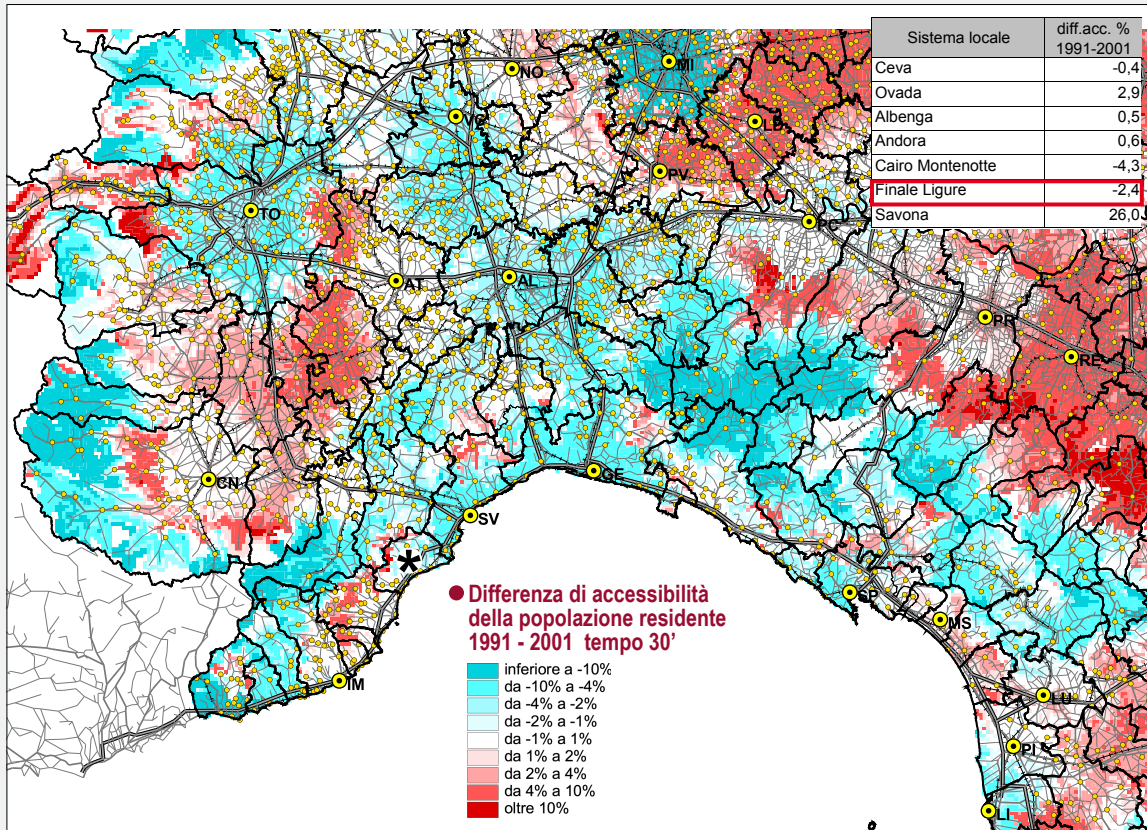 Sistema locale diff.acc. % 1991-2001
Ceva -0,4
Ovada 2,9
Albenga 0,5
Andora 0,6
Cairo Montenotte -4,3
Finale Ligure -2,4
Savona 26,0
NO
MI
VC
LD
PV
TO
PC
AT
AL
PR
RE
CN
GE
SV
*
SP
MS
IM
LU
PI
LI
Differenza di accessibilità
della popolazione residente
1991 - 2001 tempo 30'
inferiore a -10%
da -10% a -4%
da -4% a -2%
da -2% a -1%
da -1% a 1%
da 1% a 2%
da 2% a 4%
da 4% a 10%
oltre 10%